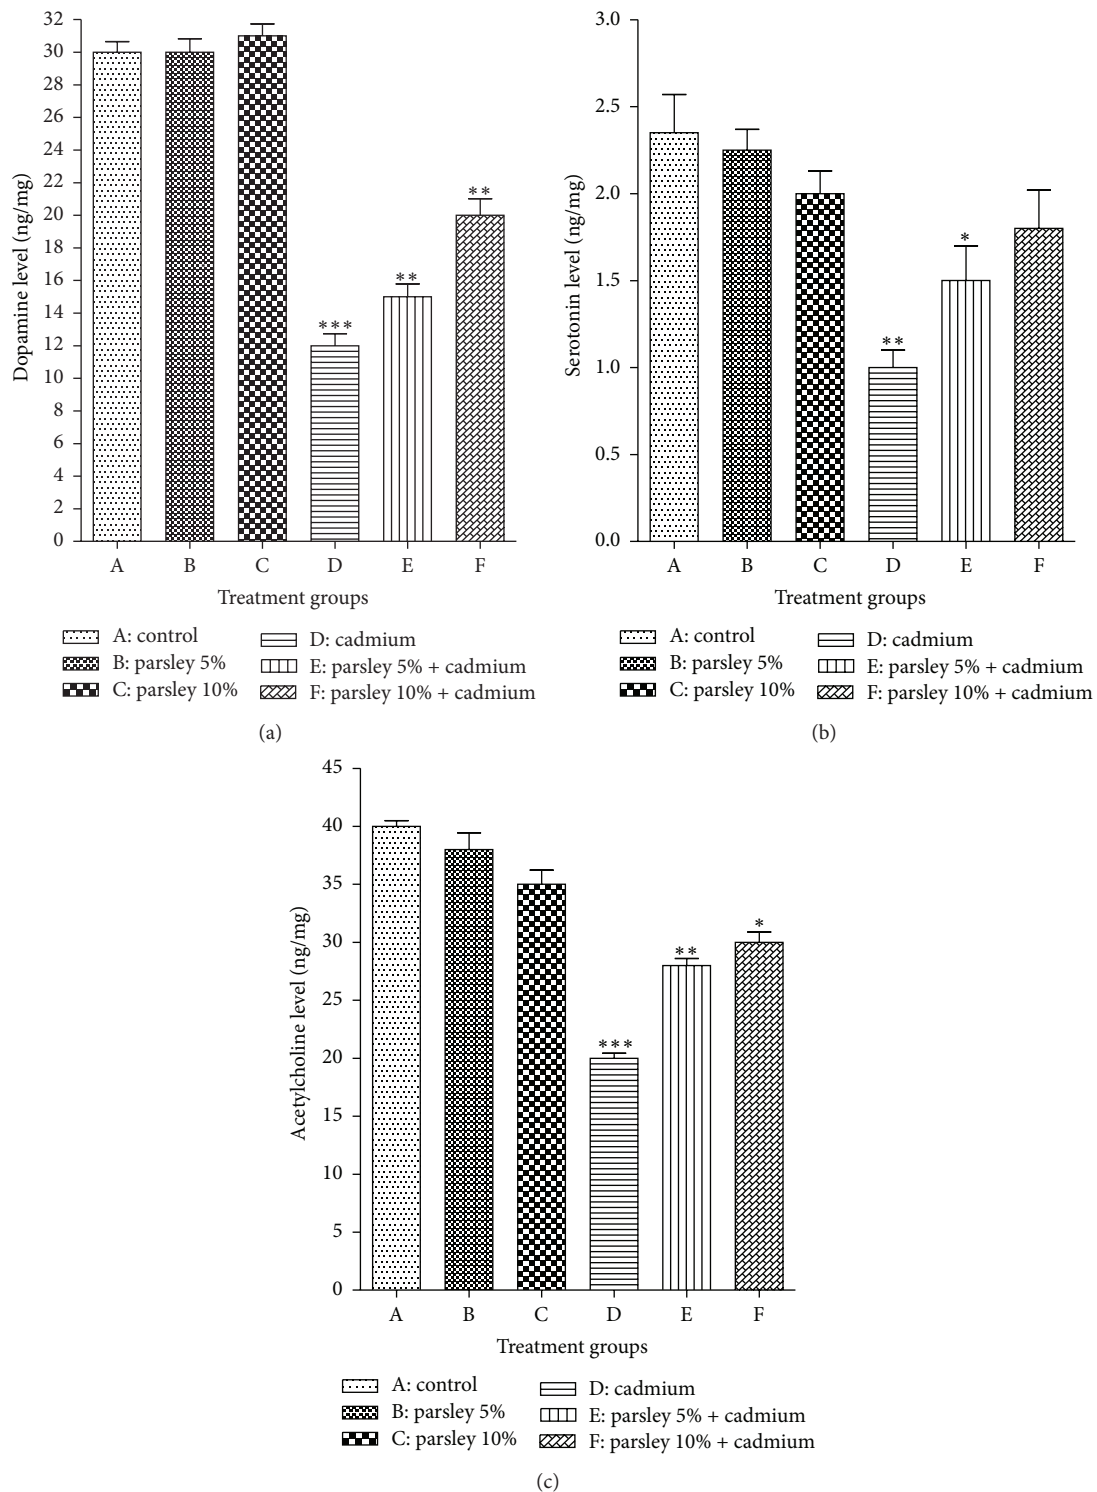 Dopamine level (ng/mg)
32
30
28
26
24
22
20
18
16
14
12
10
8
6
4
2
0
***
**
**
A B C D E F
Treatment groups
A: control
B: parsley 5%
C: parsley 10%
D: cadmium
E: parsley 5% + cadmium
F: parsley 10% + cadmium
(a)
Serotonin level (ng/mg)
3.0
2.5
2.0
1.5
1.0
0.5
0.0
**
*
A B C D E F
Treatment groups
A: control
B: parsley 5%
C: parsley 10%
D: cadmium
E: parsley 5% + cadmium
F: parsley 10% + cadmium
(b)
Acetylcholine level (ng/mg)
45
40
35
30
25
20
15
10
5
0
***
**
*
A B C D E F
Treatment groups
A: control
B: parsley 5%
C: parsley 10%
D: cadmium
E: parsley 5% + cadmium
F: parsley 10% + cadmium
(c)